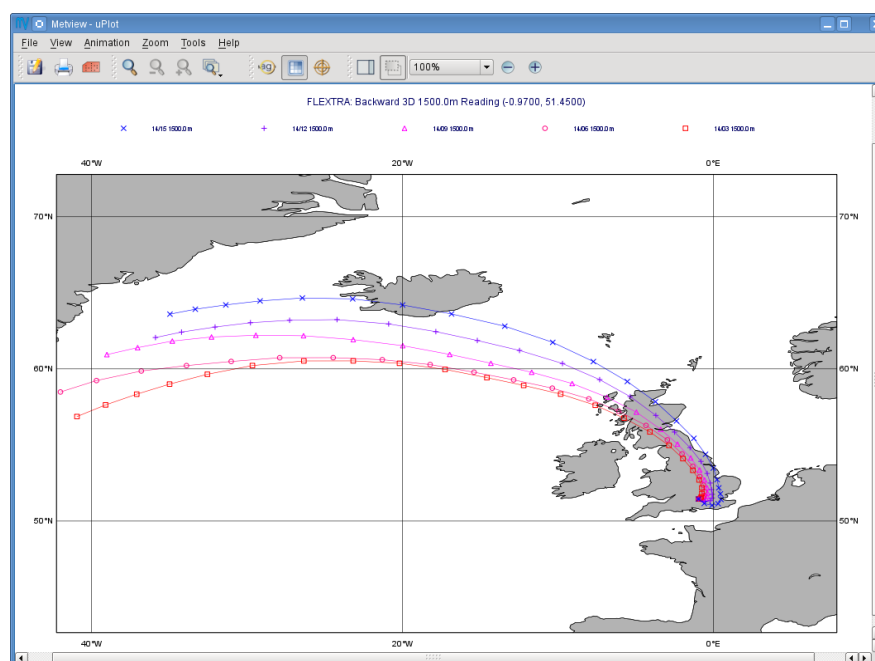 Metview - uPlot
File View Animation Zoom Tools Help
100%
FLEXTRA: Backward 3D 1500.0m Reading (-0.9700, 51.4500)
14/15 1500.0 m 14/12 1500.0 m 14/09 1500.0 m 14/06 1500.0 m 14/03 1500.0 m
40°W 20°W 0°E
70°N 70°N
60°N 60°N
50°N 50°N
40°W 20°W 0°E